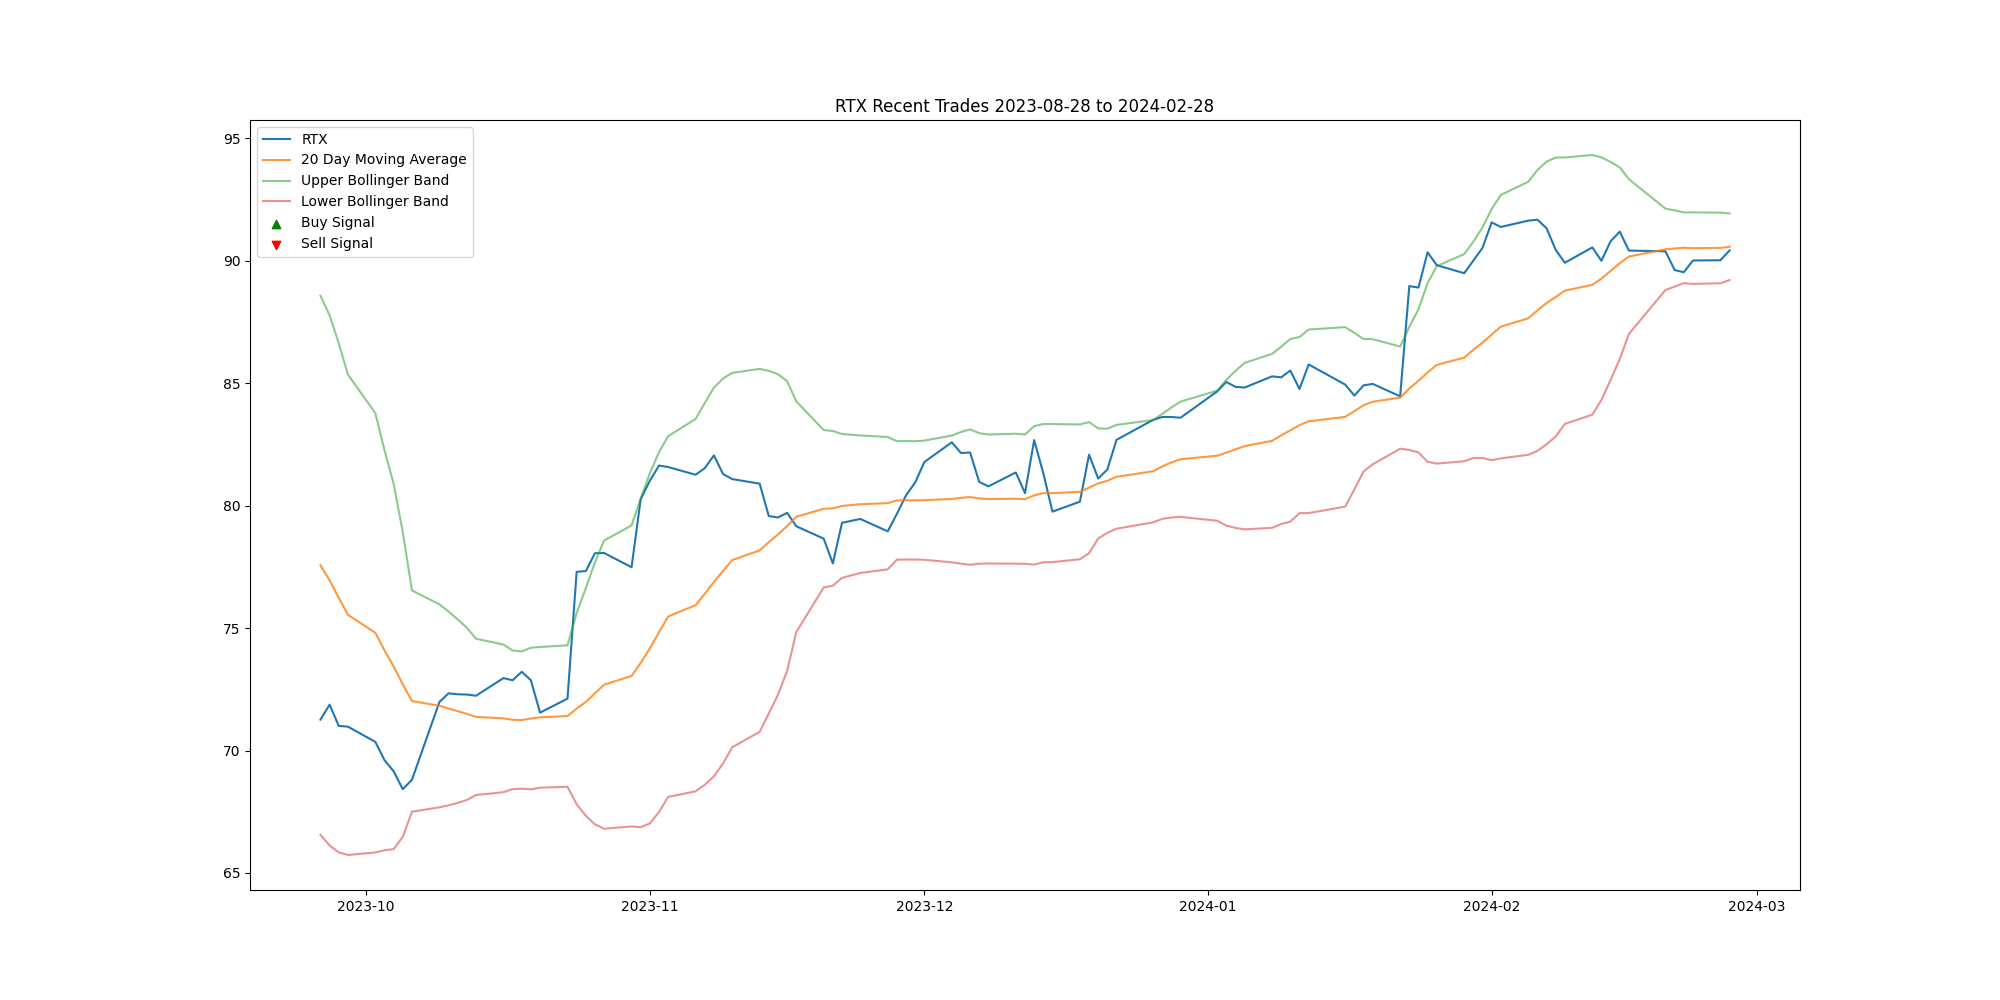 RTX Recent Trades 2023-08-28 to 2024-02-28
RTX
20 Day Moving Average
Upper Bollinger Band
Lower Bollinger Band
Buy Signal
Sell Signal
95
90
85
80
75
70
65
2023-10
2023-11
2023-12
2024-01
2024-02
2024-03